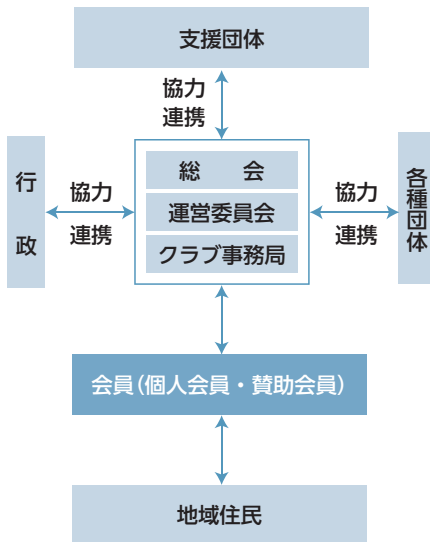 支援団体
協力
連携
行政
協力
連携
総　　会
運営委員会
クラブ事務局
協力
連携
各種団体
会員（個人会員・賛助会員）
地域住民